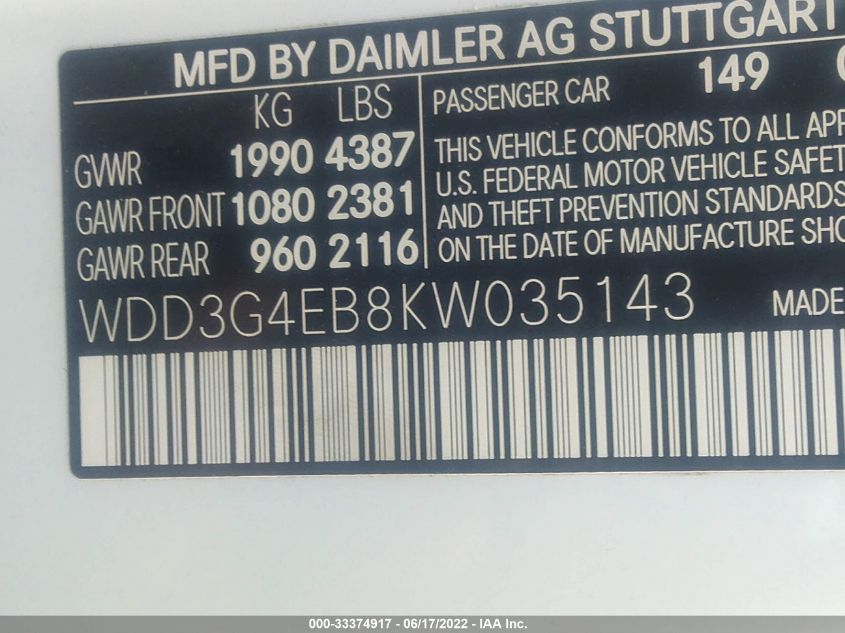 MFD BY DAIMLER AG STUTTGART
KG LBS
GVWR 1990 4387
GAWR FRONT 1080 2381
GAWR REAR 960 2116
PASSENGER CAR 149
THIS VEHICLE CONFORMS TO ALL APP
U.S. FEDERAL MOTOR VEHICLE SAFET
AND THEFT PREVENTION STANDARDS
ON THE DATE OF MANUFACTURE SHO
WDD3G4EB8KW035143 MADE
000-33374917 - 06/17/2022 - IAA Inc.